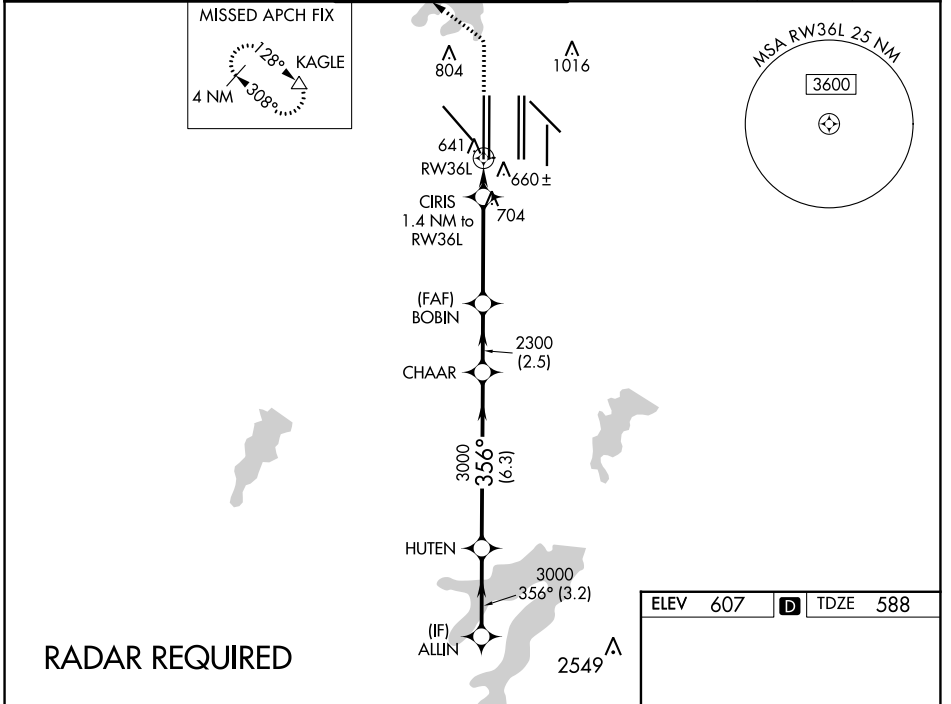 MISSED APCH FIX
128°
KAGLE
4 NM
308°
804
1016
MSA RW36L 25 NM
3600
641
RW36L
660 ±
CIRIS
1.4 NM to
RW36L
704
(FAF)
BOBIN
2300
(2.5)
CHAAR
3000
356°
(6.3)
HUTEN
3000
356° (3.2)
(IF)
ALLIN
2549
RADAR REQUIRED
ELEV 607 D TDZE 588